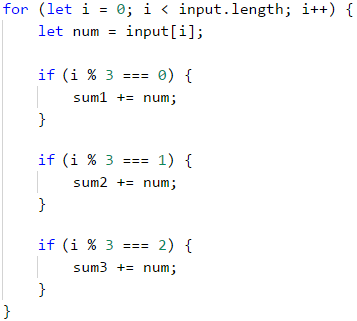 for (let i = 0; i < input.length; i++) {
    let num = input[i];

    if (i % 3 === 0) {
        sum1 += num;
    }

    if (i % 3 === 1) {
        sum2 += num;
    }

    if (i % 3 === 2) {
        sum3 += num;
    }
}